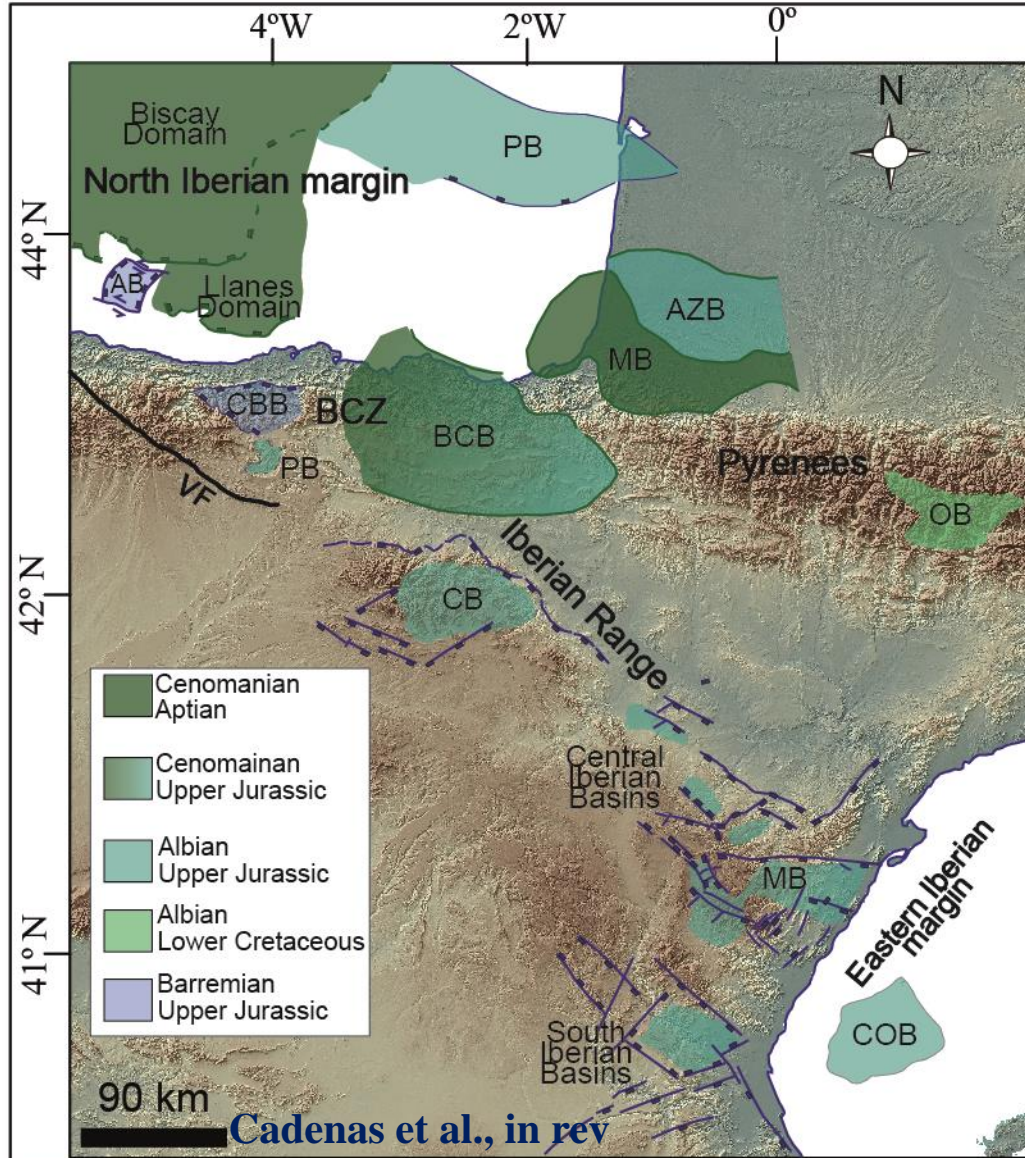 4°W
2°W
0°
Biscay
Domain
N
PB
North Iberian margin
44°N
AB
Llanes
Domain
AZB
MB
CBB
BCZ
BCB
PB
Pyrenees
VF
OB
Iberian Range
42°N
CB
Cenomanian
Aptian
Cenomainan
Upper Jurassic
Albian
Upper Jurassic
Albian
Lower Cretaceous
Barremian
Upper Jurassic
Central
Iberian
Basins
MB
Eastern Iberian
margin
41°N
South
Iberian
Basins
COB
90 km
Cadenas et al., in rev